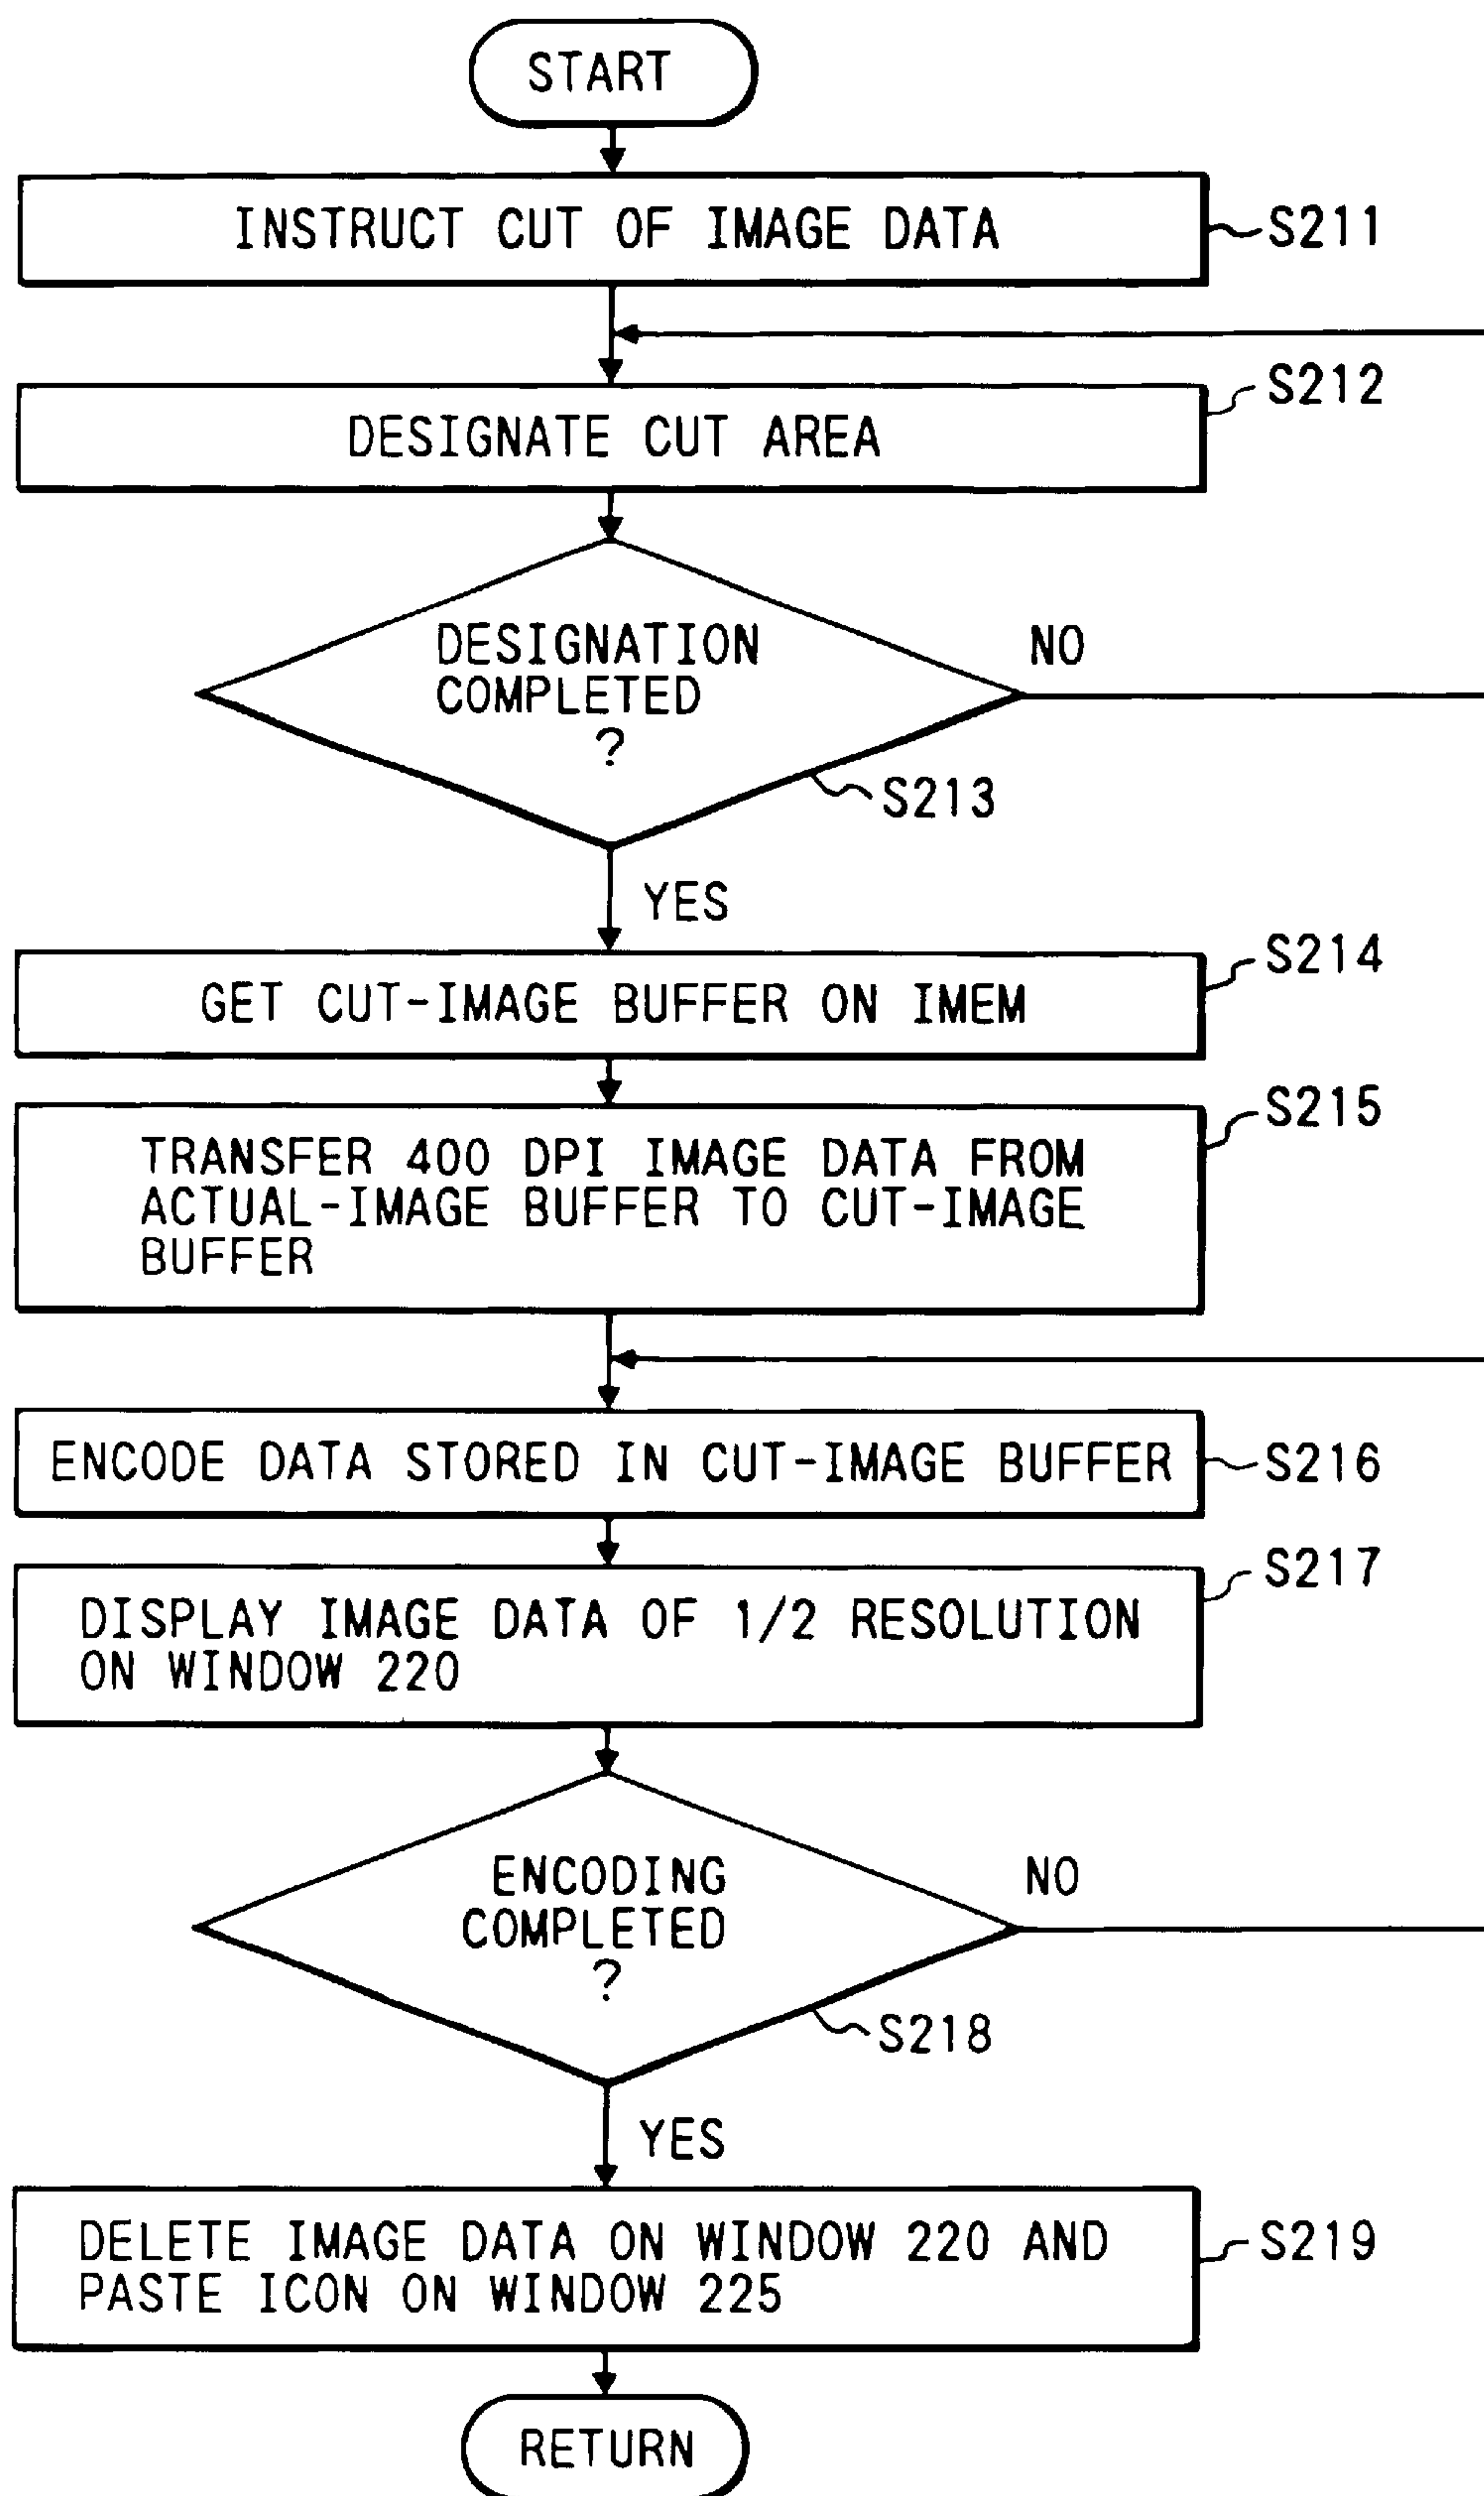 START
INSTRUCT CUT OF IMAGE DATA
S211
S212
DESIGNATE CUT AREA
DESIGNATION
COMPLETED
?
NO
S213
YES
S214
GET CUT-IMAGE BUFFER ON IMEM
S215
TRANSFER 400 DPI IMAGE DATA FROM
ACTUAL-IMAGE BUFFER TO CUT-IMAGE
BUFFER
ENCODE DATA STORED IN CUT-IMAGE BUFFER
S216
S217
DISPLAY IMAGE DATA OF 1/2 RESOLUTION
ON WINDOW 220
ENCODING
COMPLETED
?
NO
S218
YES
DELETE IMAGE DATA ON WINDOW 220 AND
PASTE ICON ON WINDOW 225
S219
RETURN